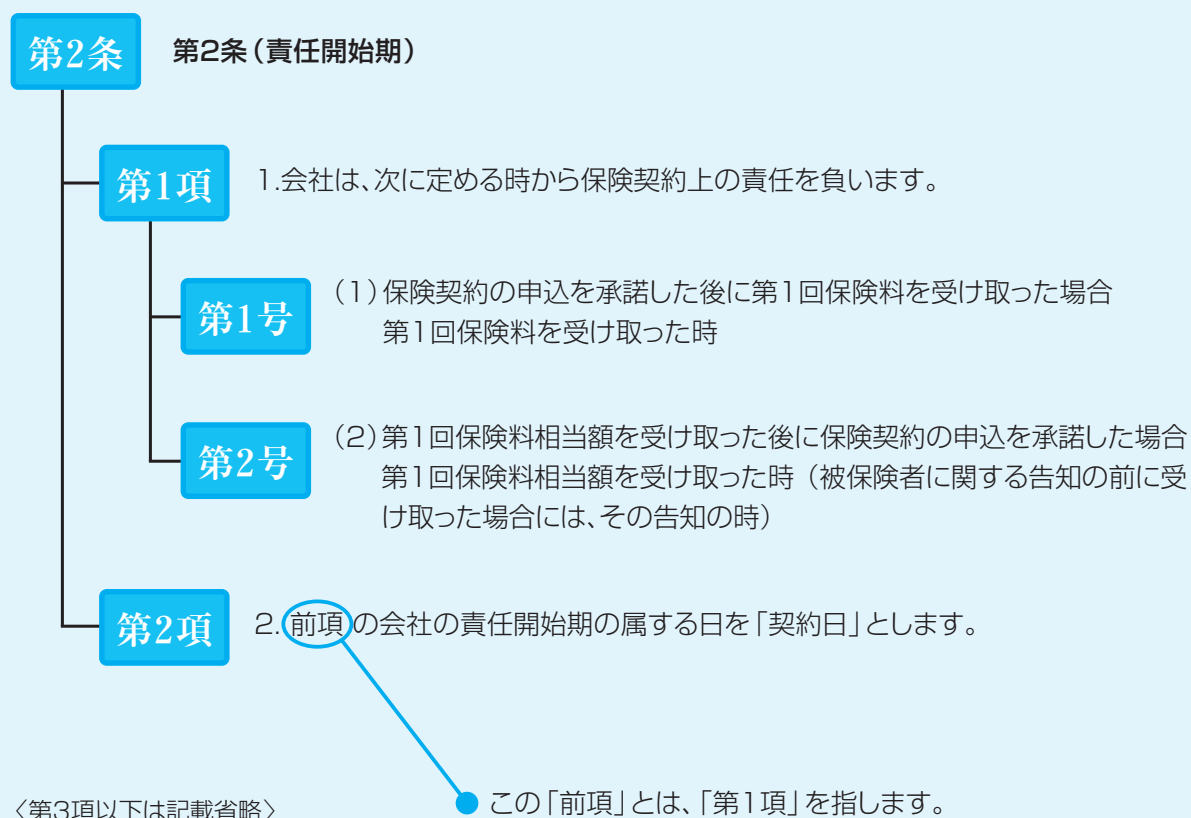 第2条 第2条（責任開始期）
第1項 1.会社は、次に定める時から保険契約上の責任を負います。
第1号 （1）保険契約の申込を承諾した後に第1回保険料を受け取った場合
第1回保険料を受け取った時
第2号 （2）第1回保険料相当額を受け取った後に保険契約の申込を承諾した場合
第1回保険料相当額を受け取った時（被保険者に関する告知の前に受
け取った場合には、その告知の時）
第2項 2.前項の会社の責任開始期の属する日を「契約日」とします。
この「前項」とは、「第1項」を指します。
〈第3項以下は記載省略〉